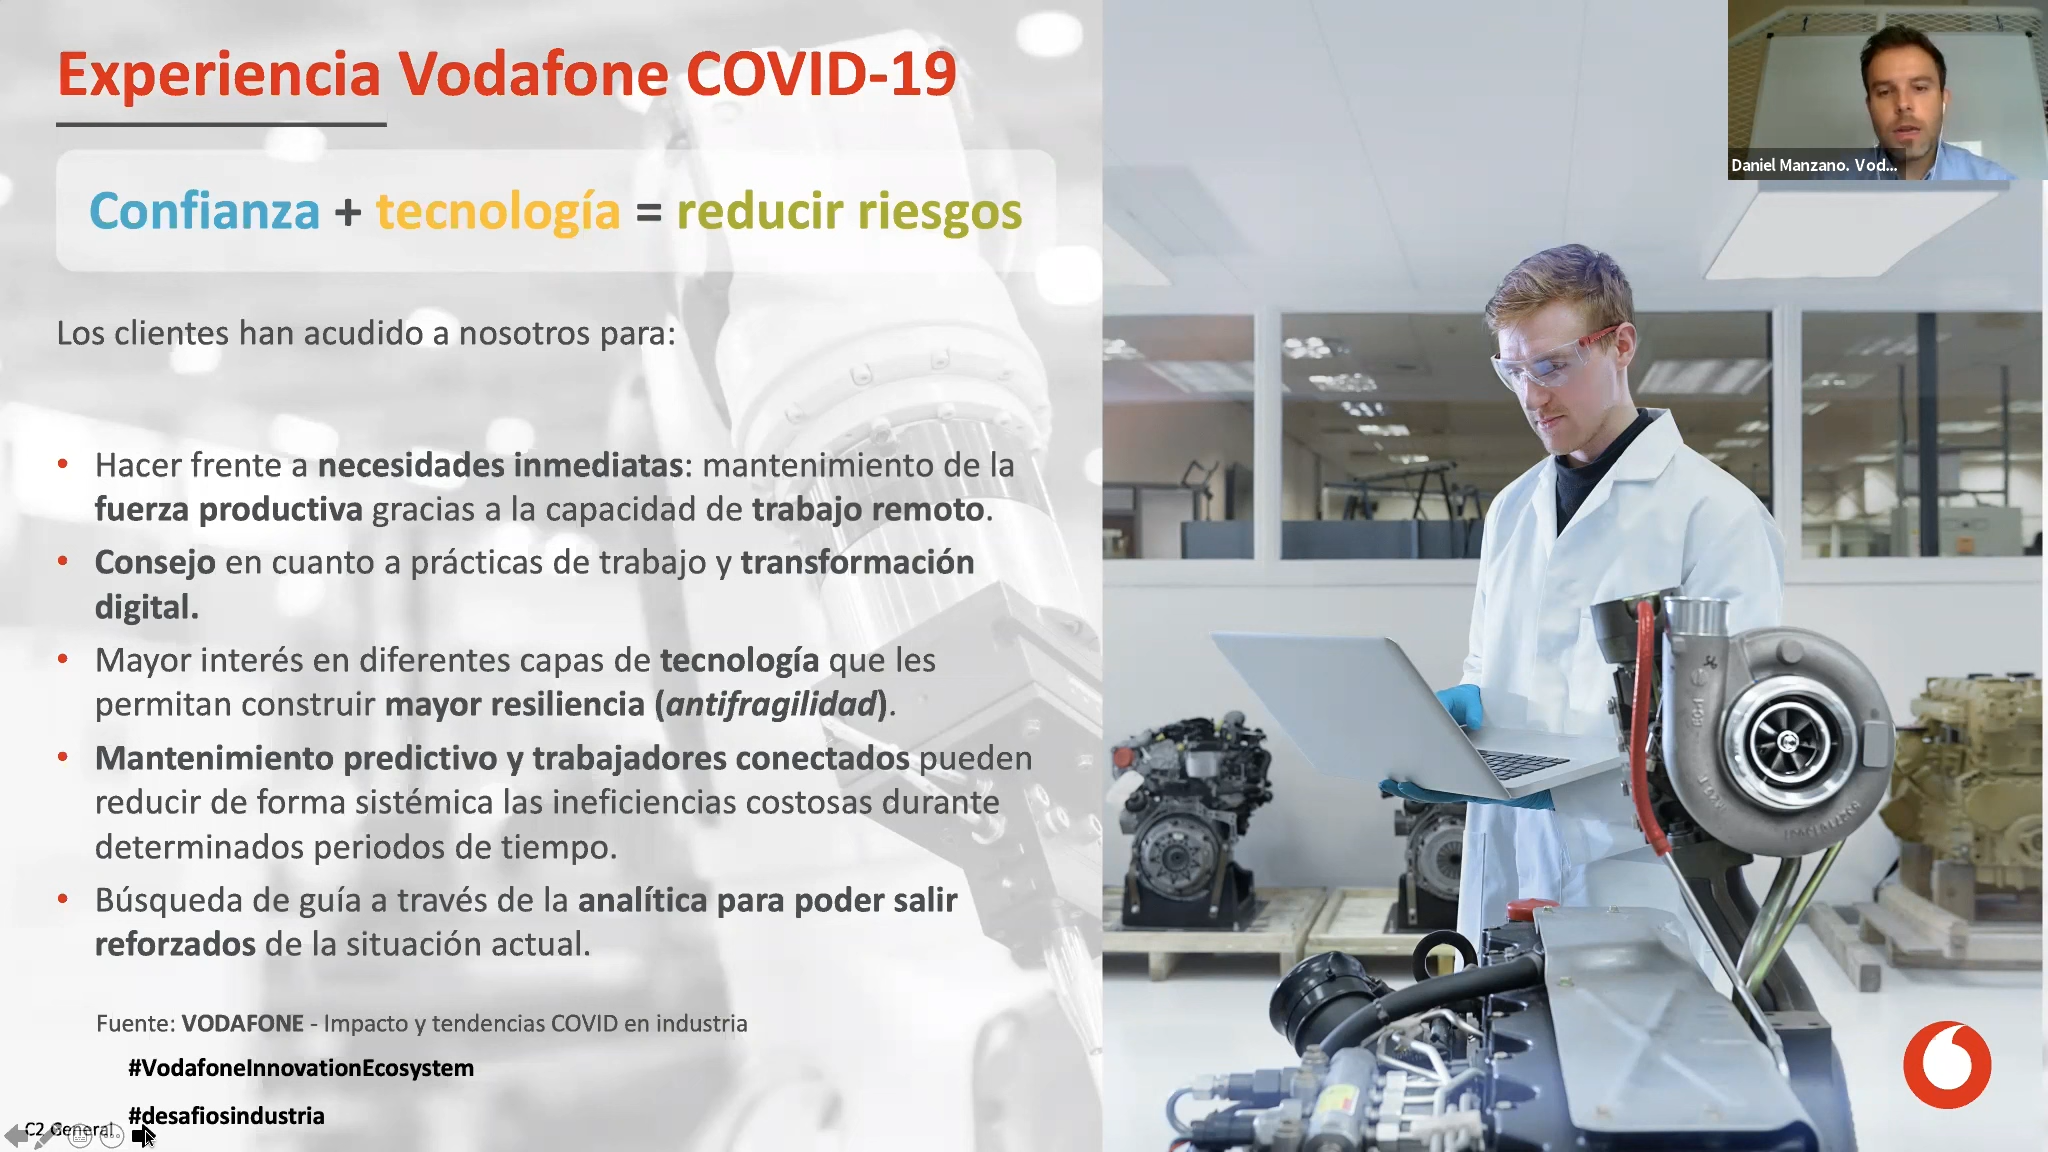 Experiencia Vodafone COVID-19
Confianza + tecnología = reducir riesgos
Los clientes han acudido a nosotros para:
• Hacer frente a necesidades inmediatas: mantenimiento de la
fuerza productiva gracias a la capacidad de trabajo remoto.
• Consejo en cuanto a prácticas de trabajo y transformación
digital.
• Mayor interés en diferentes capas de tecnología que les
permitan construir mayor resiliencia (antifragilidad).
• Mantenimiento predictivo y trabajadores conectados pueden
reducir de forma sistémica las ineficiencias costosas durante
determinados periodos de tiempo.
• Búsqueda de guía a través de la analítica para poder salir
reforzados de la situación actual.
Fuente: VODAFONE - Impacto y tendencias COVID en industria
#VodafoneInnovationEcosystem
#desafiosindustria
C2 General
Daniel Manzano. Vod...